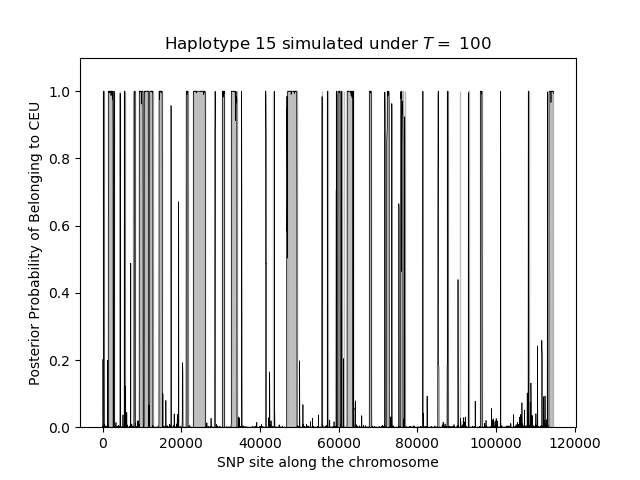 Haplotype 15 simulated under T = 100
Posterior Probability of Belonging to CEU
1.0
0.8
0.6
0.4
0.2
0.0
0 20000 40000 60000 80000 100000 120000
SNP site along the chromosome